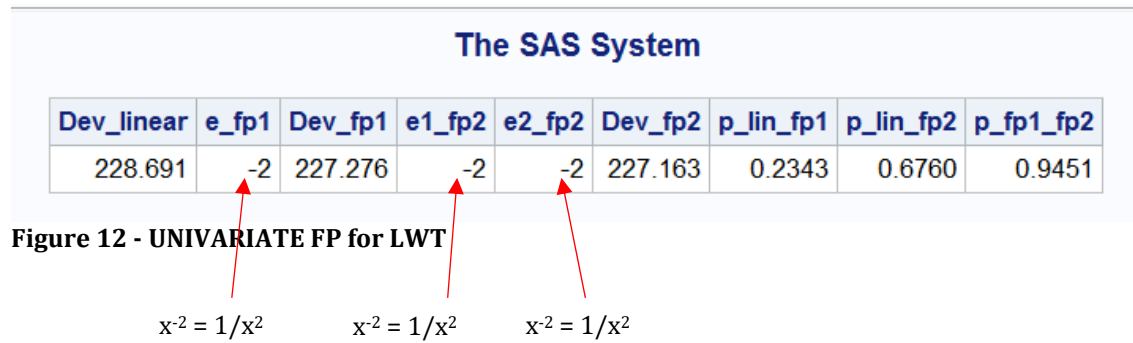 The SAS System
Dev_linear e_fp1 Dev_fp1 e1_fp2 e2_fp2 Dev_fp2 p_lin_fp1 p_lin_fp2 p_fp1_fp2
228.691 -2 227.276 -2 -2 227.163 0.2343 0.6760 0.9451
Figure 12 - UNIVARIATE FP for LWT
x⁻² = 1/x² x⁻² = 1/x² x⁻² = 1/x²